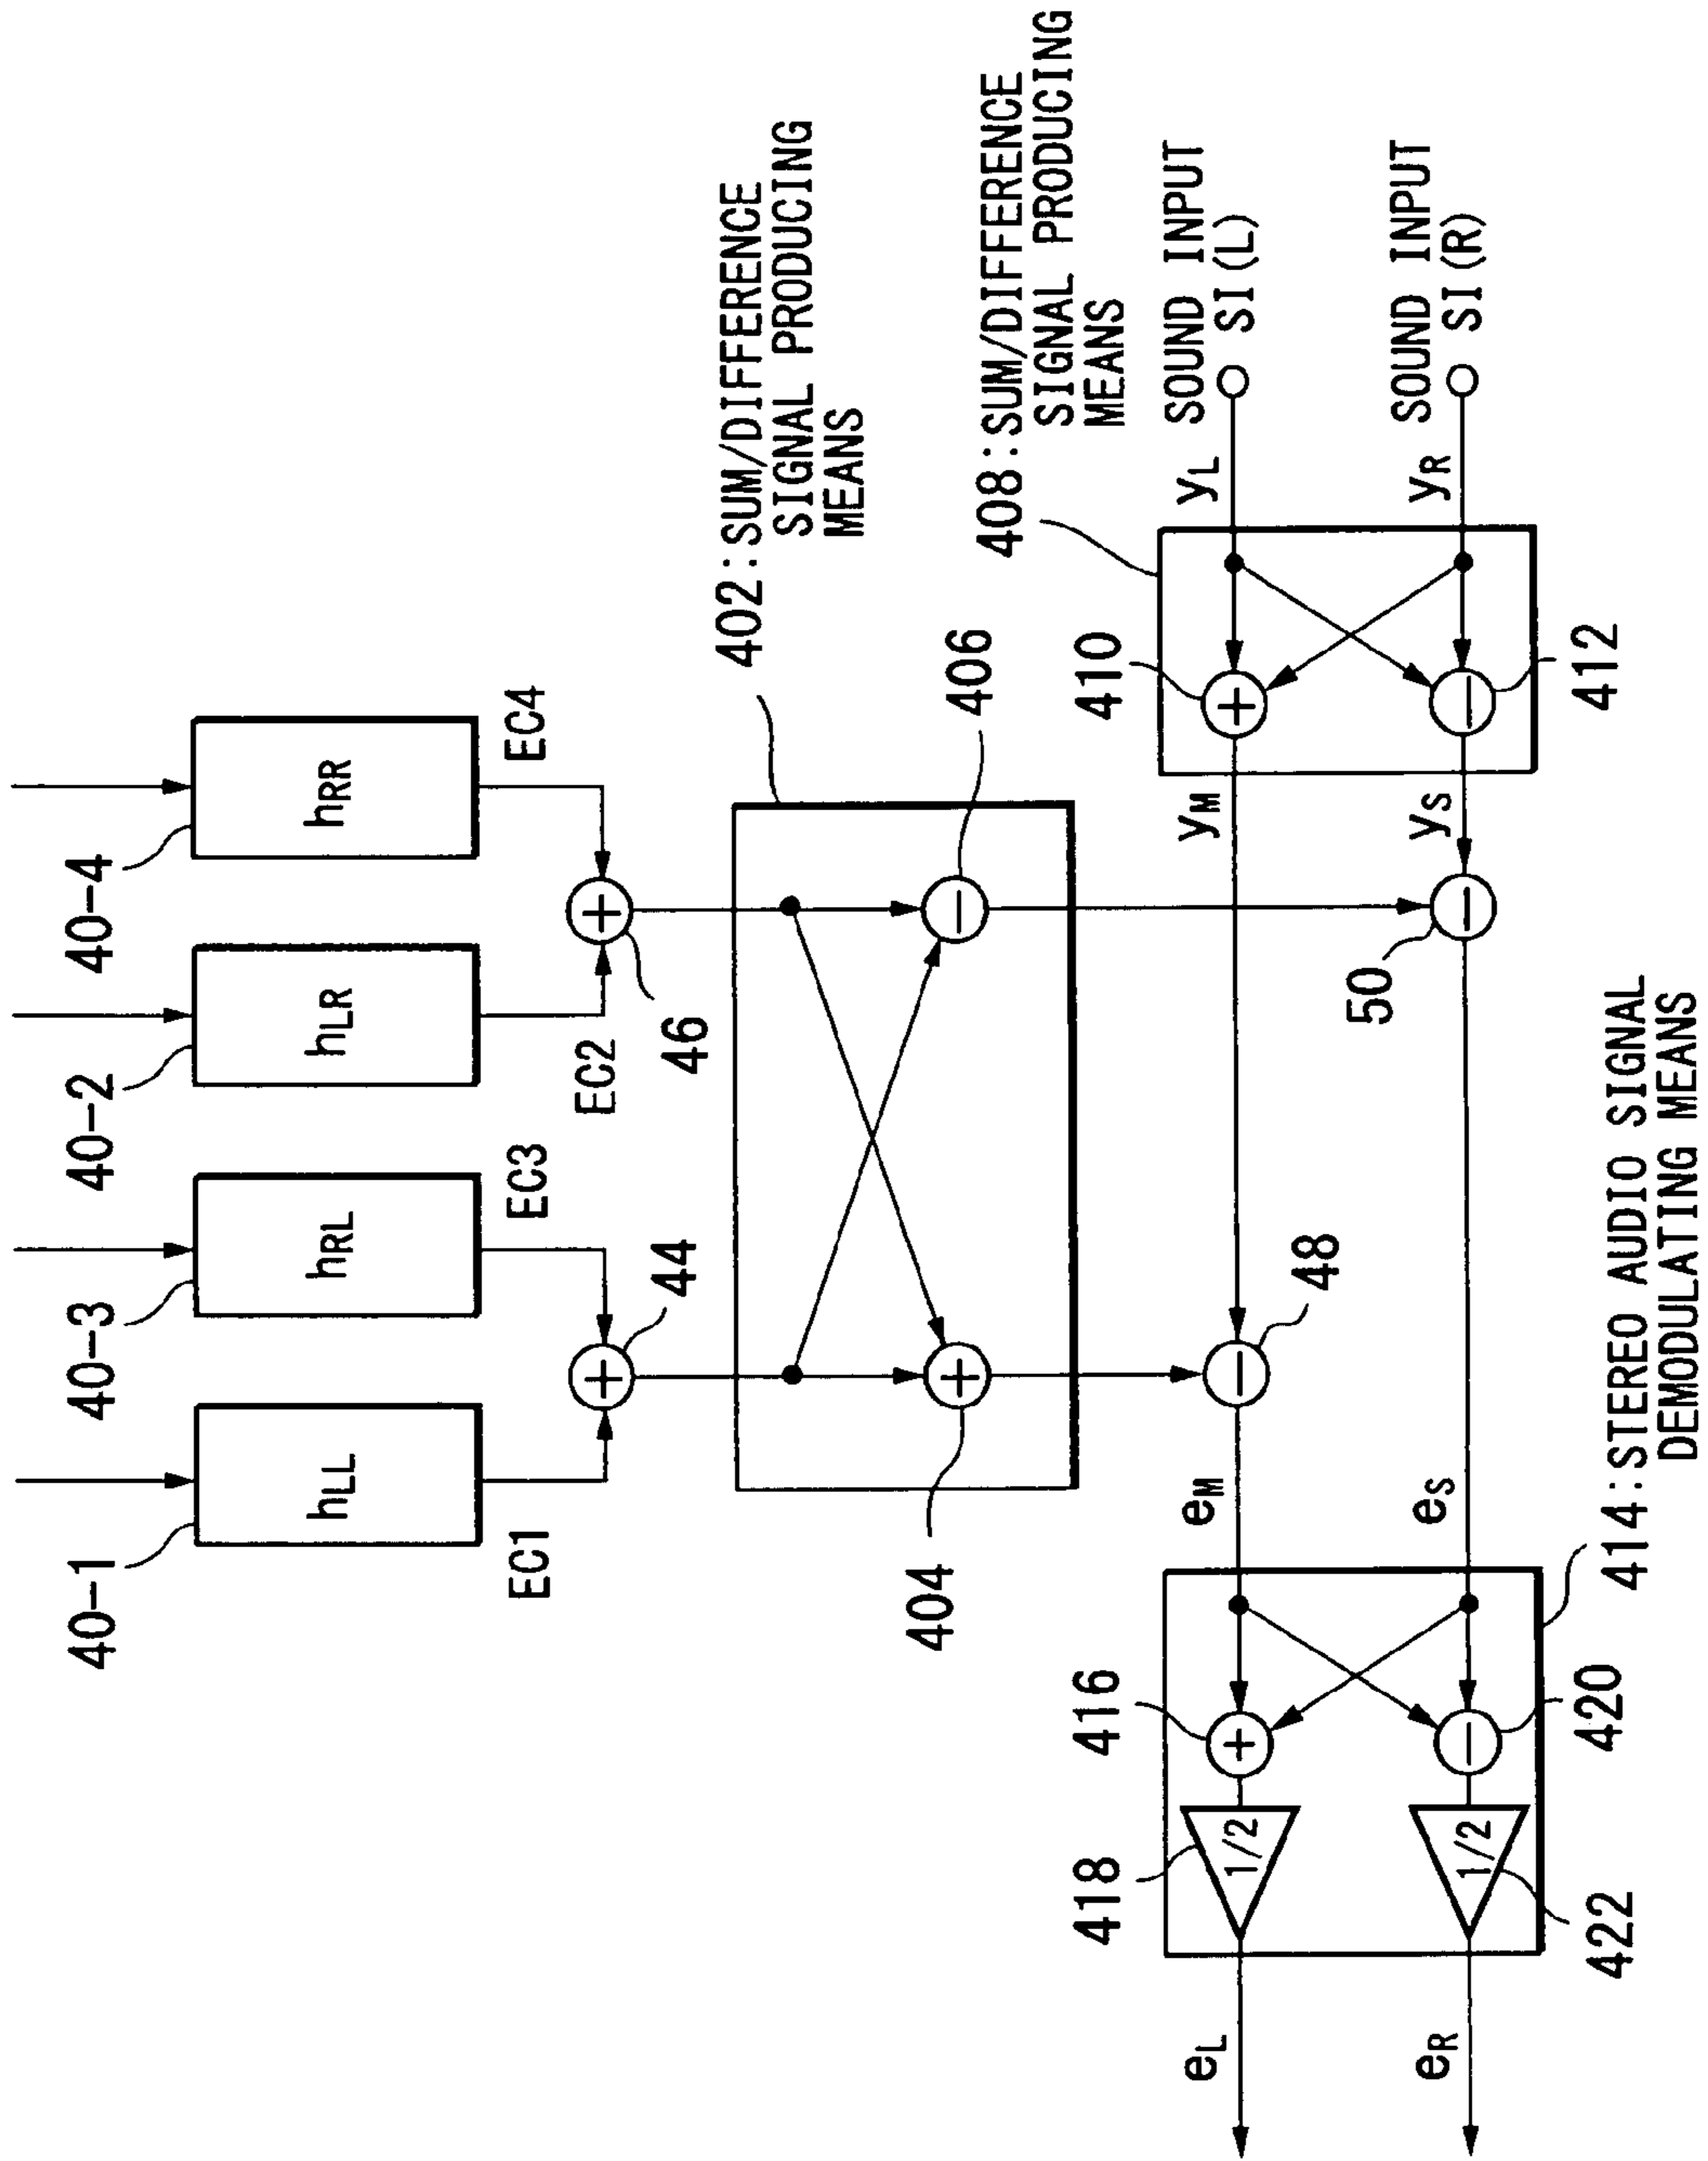 40-1
40-3
40-2
40-4
hLL
hRL
hLR
hRR
EC1
EC3
EC2
EC4
44
46
402:SUM/DIFFERENCE
SIGNAL PRODUCING
MEANS
404
406
408:SUM/DIFFERENCE
SIGNAL PRODUCING
MEANS
418
416
eM
48
yM
410
yL
SOUND INPUT
SI(L)
eL
1/2
+
50
eR
1/2
422
420
eS
yS
412
yR
SOUND INPUT
SI(R)
414:STEREO AUDIO SIGNAL
DEMODULATING MEANS